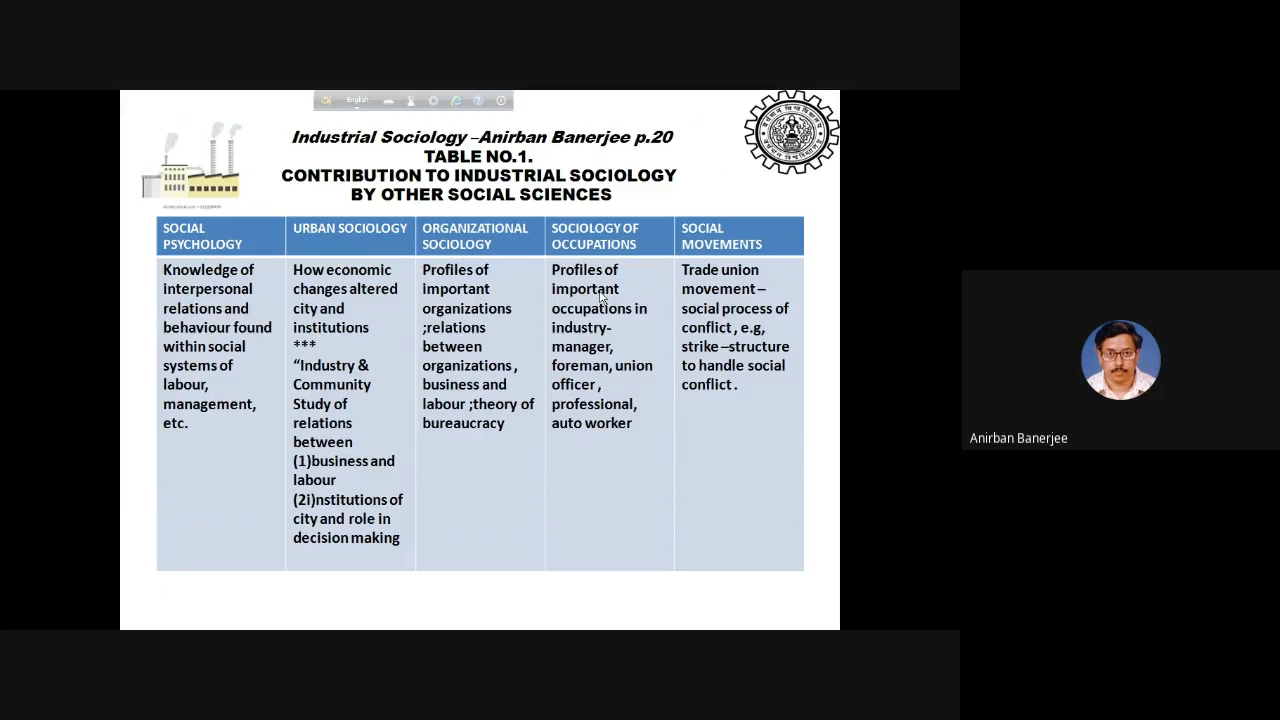 English
Industrial Sociology –Anirban Banerjee p.20
TABLE NO.1.
CONTRIBUTION TO INDUSTRIAL SOCIOLOGY
BY OTHER SOCIAL SCIENCES
SOCIAL
PSYCHOLOGY
URBAN SOCIOLOGY
ORGANIZATIONAL
SOCIOLOGY
SOCIOLOGY OF
OCCUPATIONS
SOCIAL
MOVEMENTS
Knowledge of
interpersonal
relations and
behaviour found
within social
systems of
labour,
management,
etc.
How economic
changes altered
city and
institutions
***
“Industry &
Community
Study of
relations
between
(1)business and
labour
(2i)nstitutions of
city and role in
decision making
Profiles of
important
organizations
;relations
between
organizations ,
business and
labour ;theory of
bureaucracy
Profiles of
important
occupations in
industry-
manager,
foreman, union
officer ,
professional,
auto worker
Trade union
movement –
social process of
conflict , e.g,
strike –structure
to handle social
conflict .
Anirban Banerjee